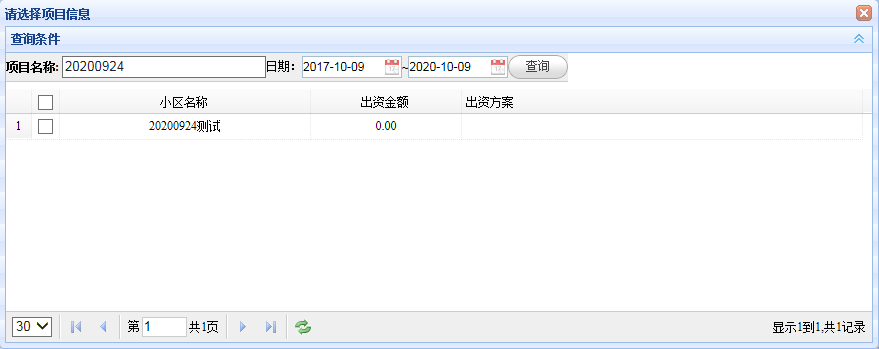 请选择项目信息
查询条件
项目名称: 20200924 日期: 2017-10-09 ~ 2020-10-09 查询
小区名称 出资金额 出资方案
1 20200924测试 0.00
30 第 1 共1页 显示1到1,共1记录